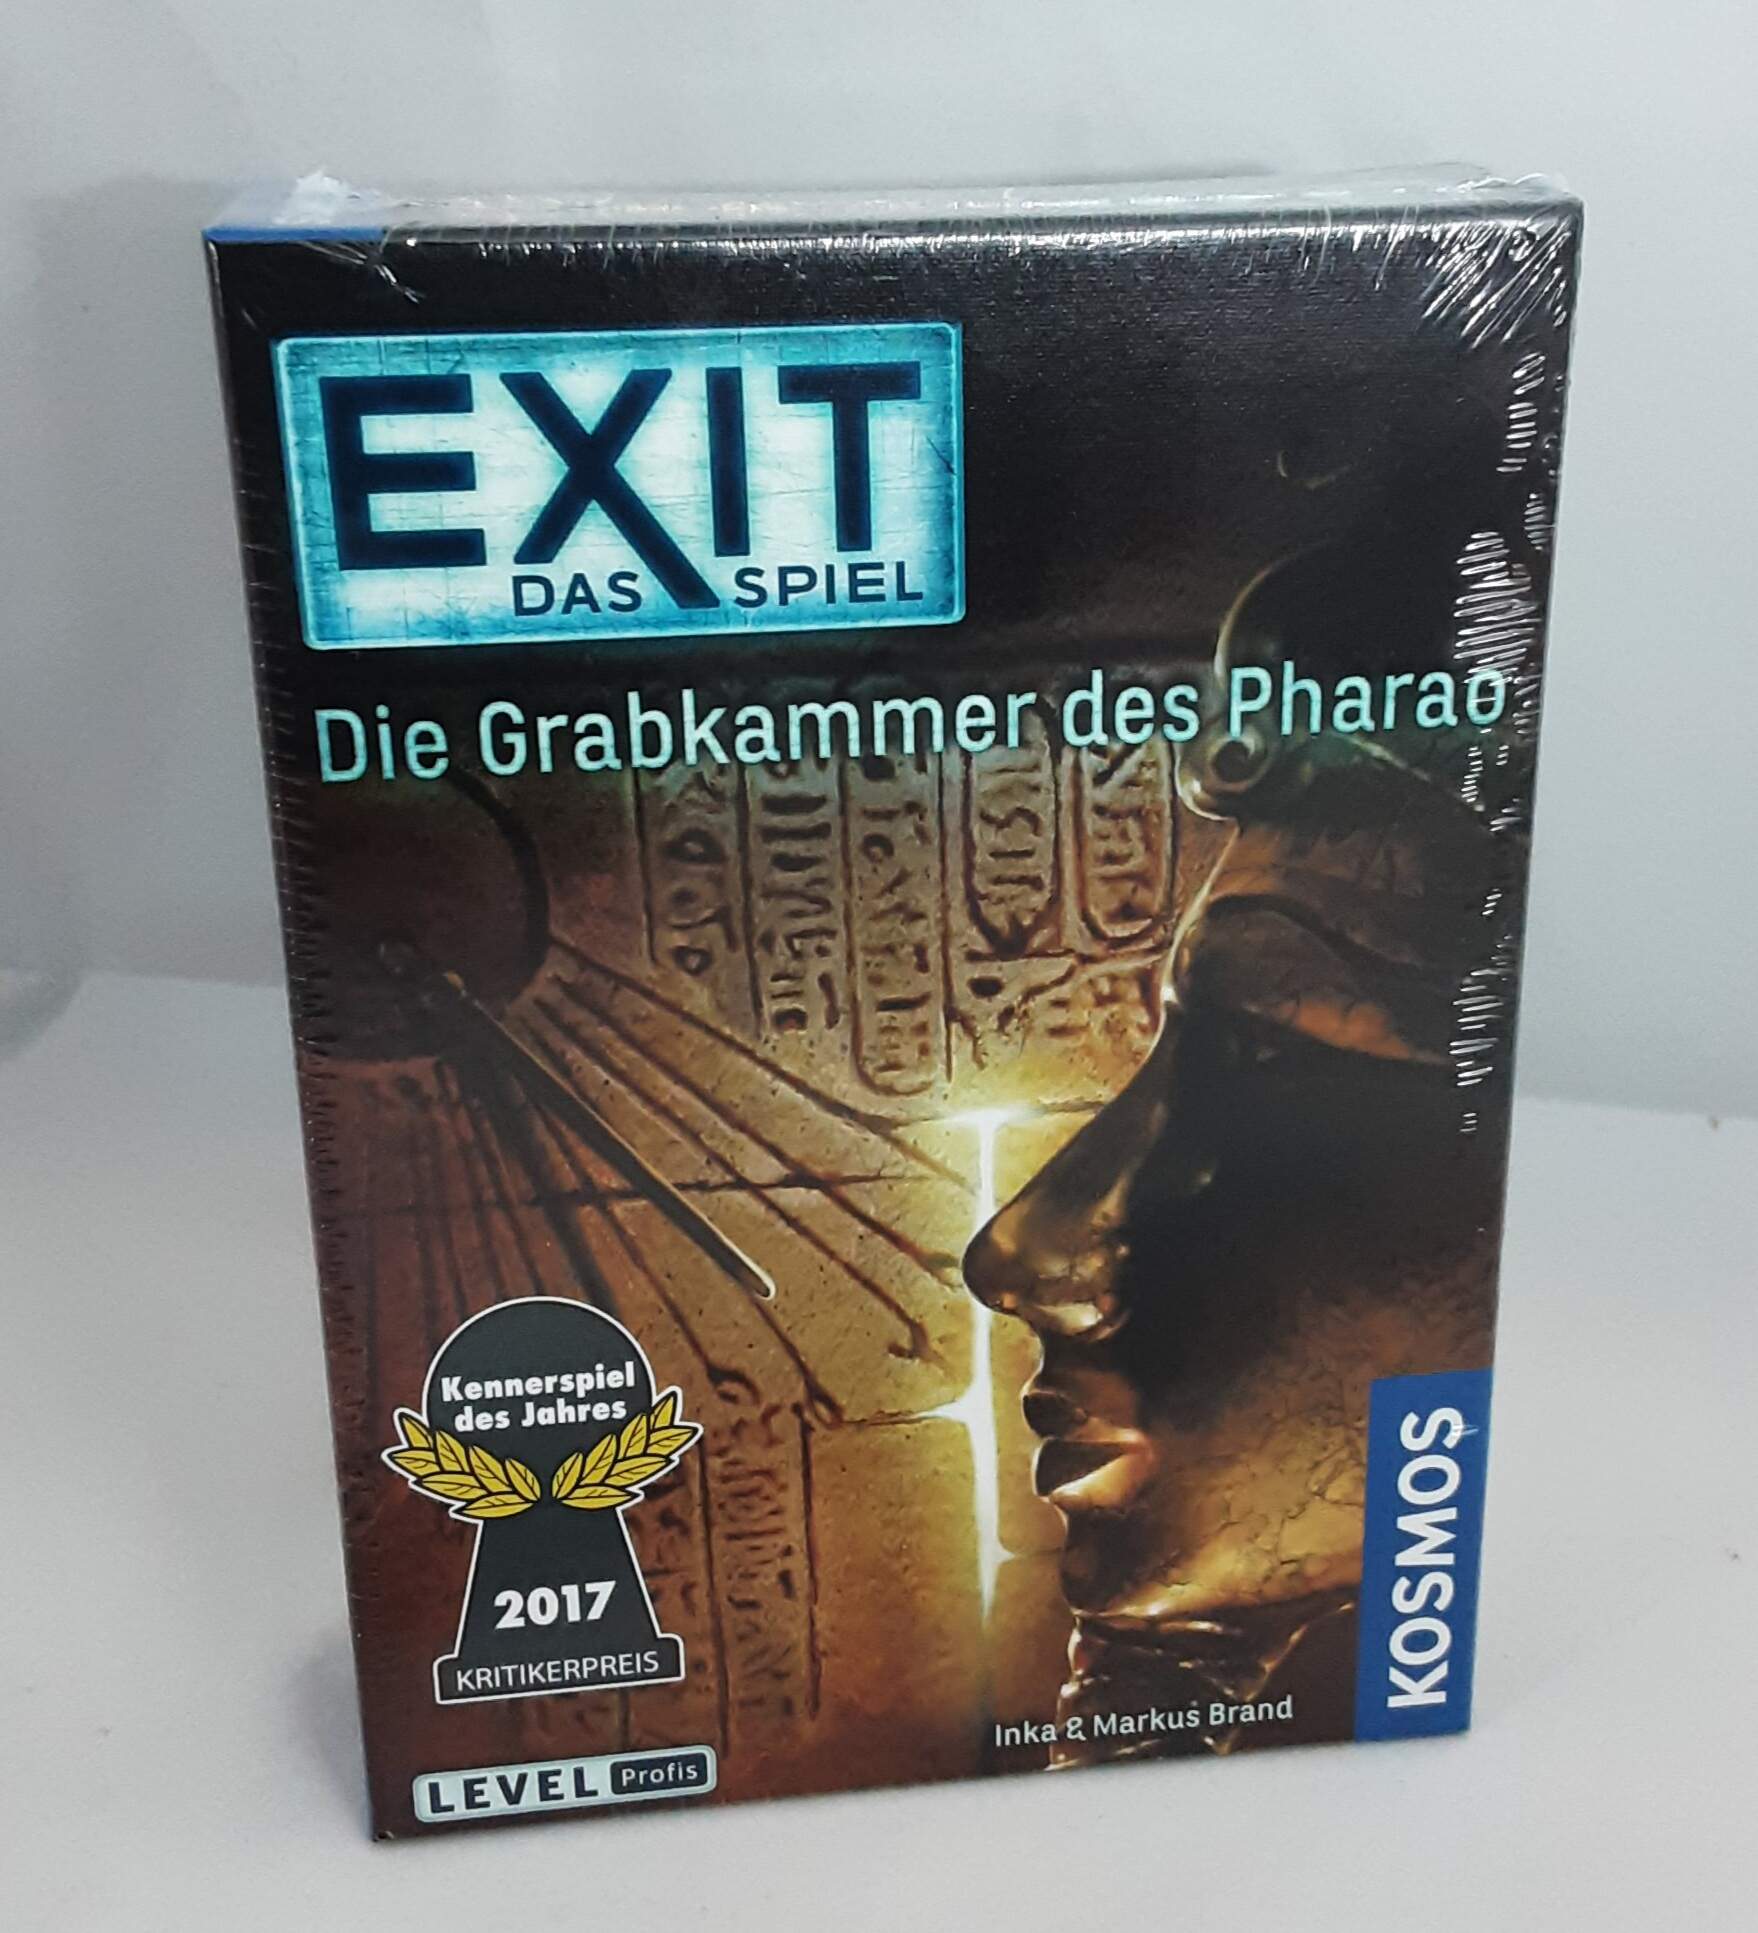 EXIT
DAS SPIEL
Die Grabkammer des Pharao
Kennerspiel
des Jahres
2017
KRITIKERPREIS
KOSMOS
Inka & Markus Brand
LEVEL Profis